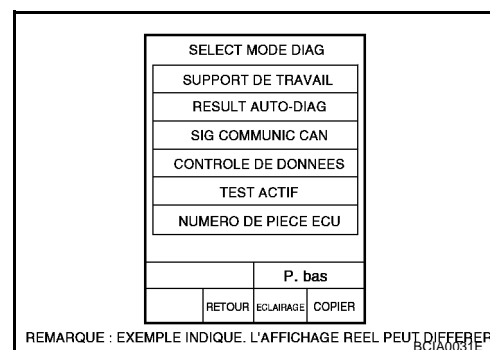 SELECT MODE DIAG
SUPPORT DE TRAVAIL
RESULT AUTO-DIAG
SIG COMMUNIC CAN
CONTROLE DE DONNEES
TEST ACTIF
NUMERO DE PIECE ECU
P. bas
RETOUR ECLAIRAGE COPIER
REMARQUE : EXEMPLE INDIQUE. L'AFFICHAGE REEL PEUT DIFFERER
BCIA0031E